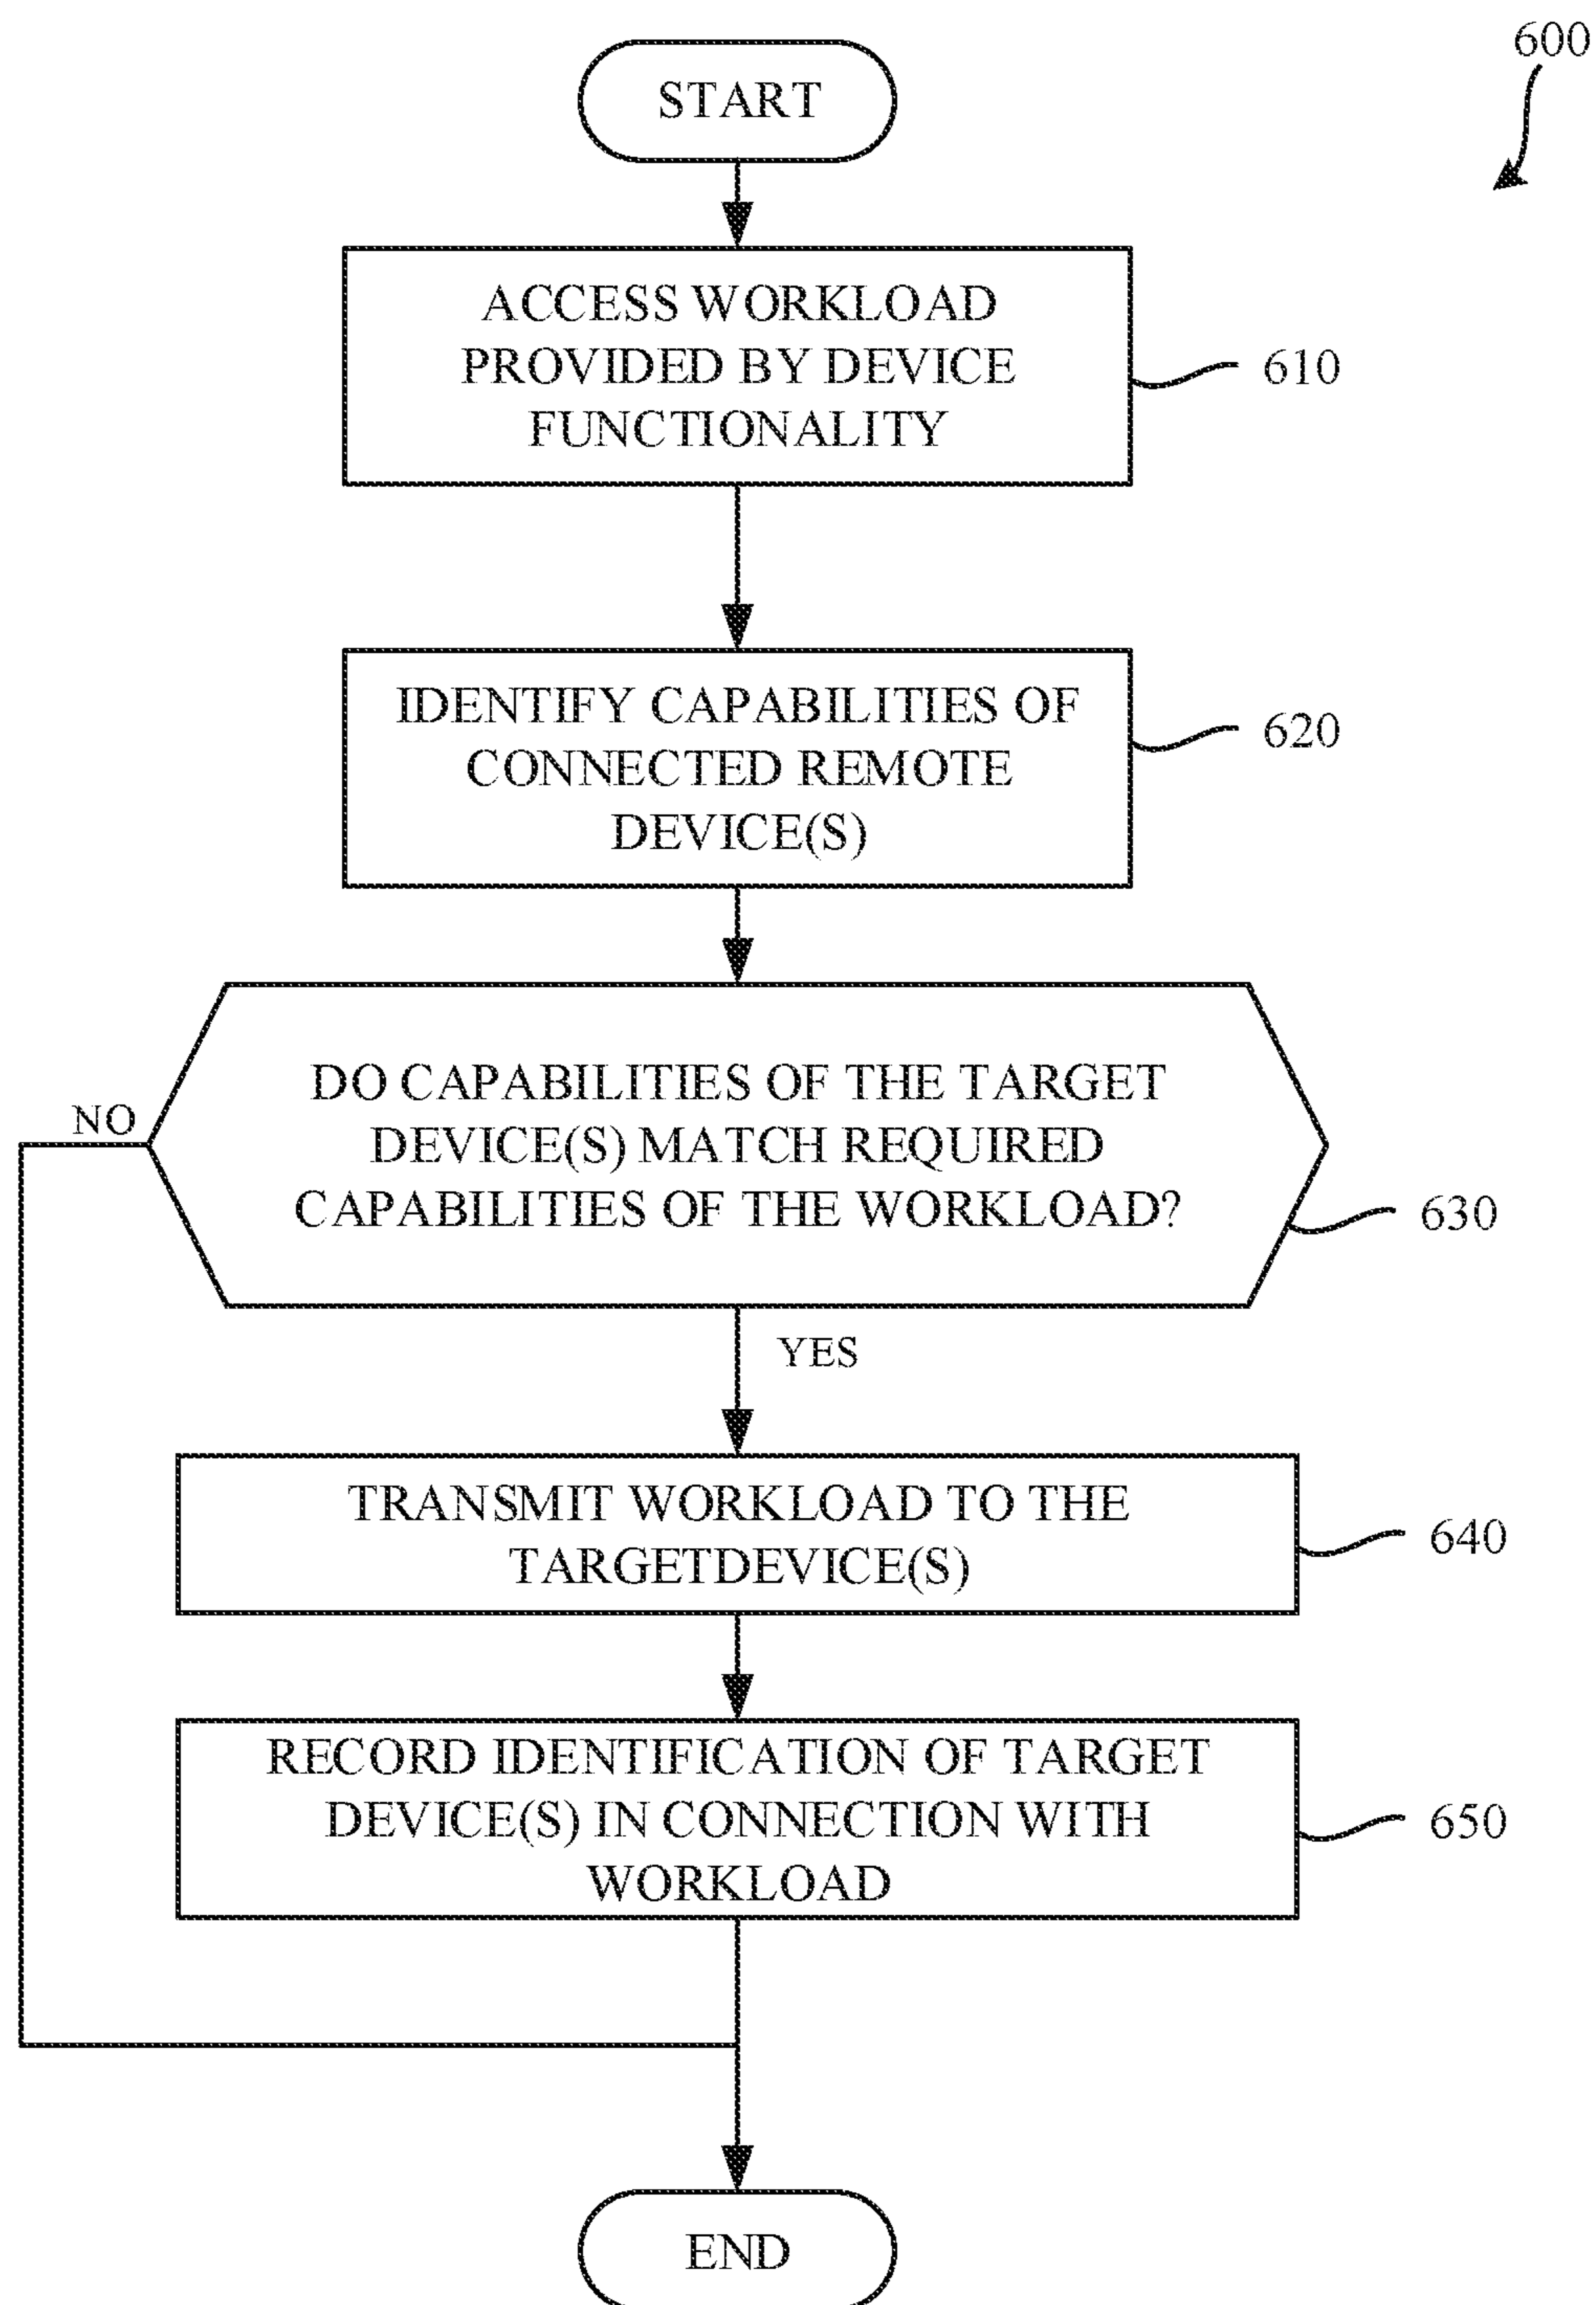 600
START
ACCESS WORKLOAD
PROVIDED BY DEVICE
FUNCTIONALITY
610
IDENTIFY CAPABILITIES OF
CONNECTED REMOTE
DEVICE(S)
620
DO CAPABILITIES OF THE TARGET
DEVICE(S) MATCH REQUIRED
CAPABILITIES OF THE WORKLOAD?
630
NO
YES
TRANSMIT WORKLOAD TO THE
TARGETDEVICE(S)
640
RECORD IDENTIFICATION OF TARGET
DEVICE(S) IN CONNECTION WITH
WORKLOAD
650
END